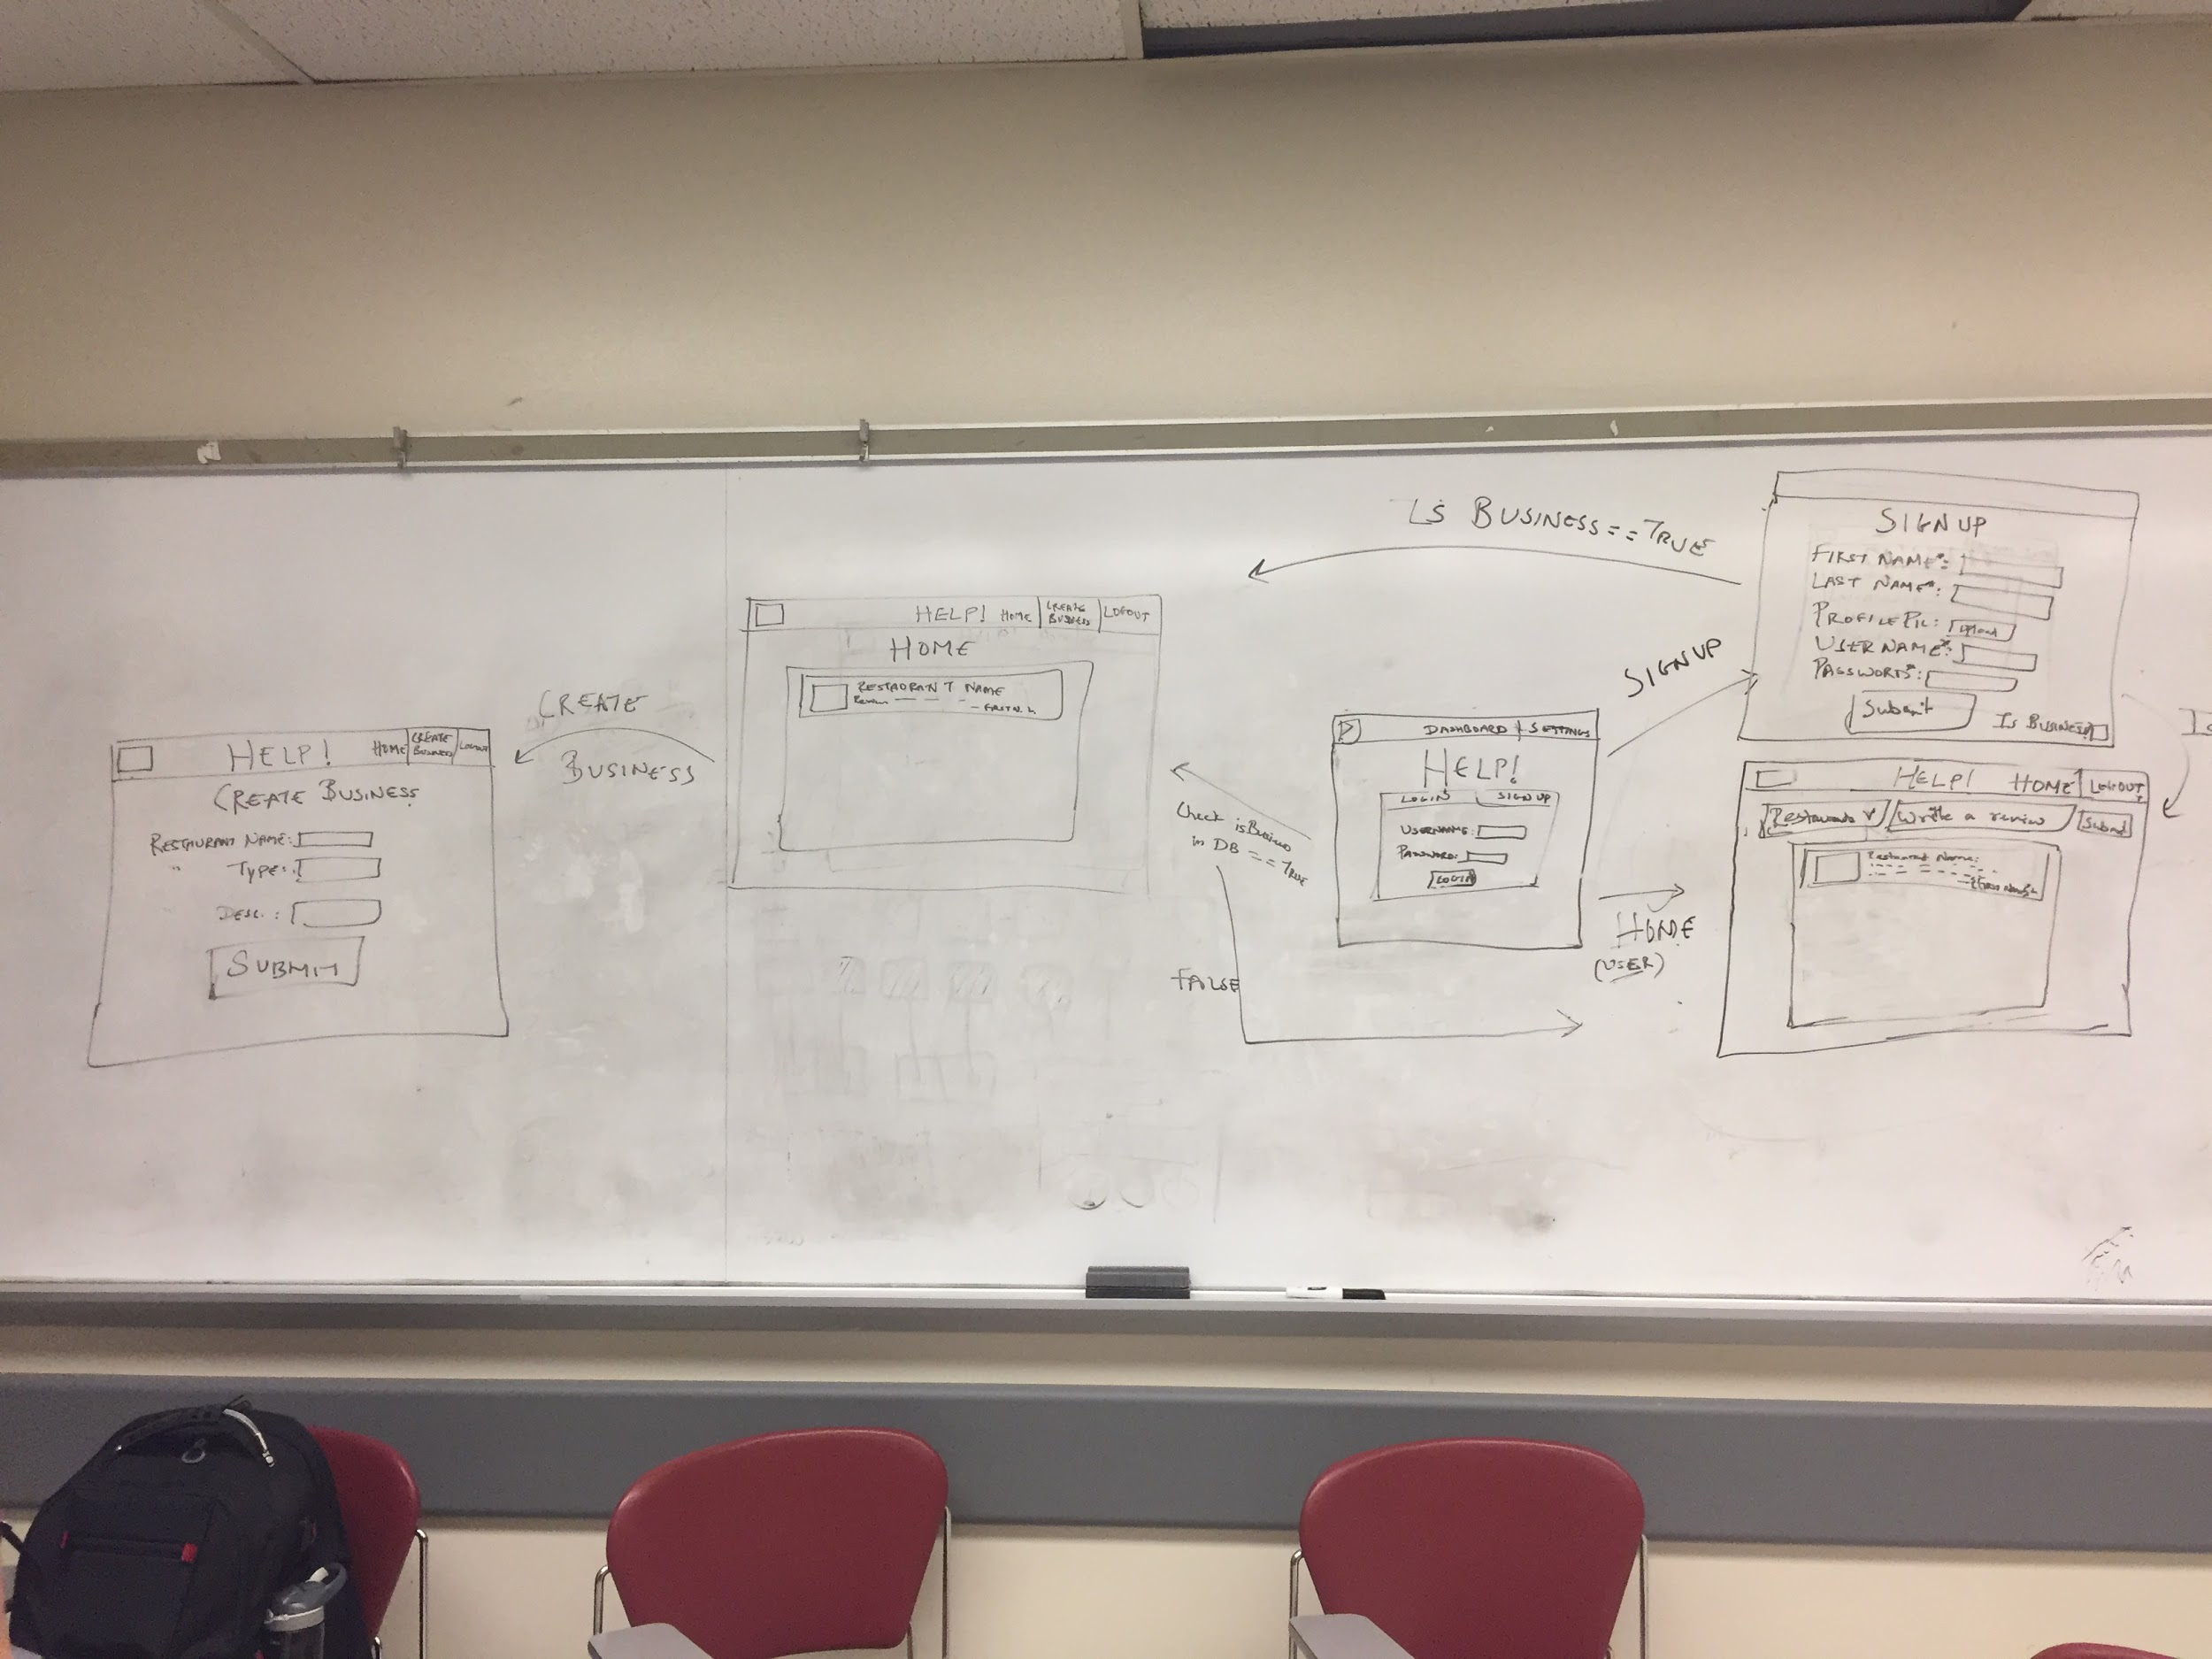 HELP! HOME CREATE BUSINESS LOGOUT
CREATE BUSINESS
RESTAURANT NAME:
" TYPE:
DESC. :
SUBMIT
CREATE
BUSINESS
HELP! HOME CREATE BUSINESS LOGOUT
HOME
RESTAURANT NAME
Check isBusiness
in DB == TRUE
FALSE
IS BUSINESS == TRUE
DASHBOARD SETTINGS
HELP!
LOGIN SIGN UP
USERNAME:
PASSWORD:
LOGIN
SIGNUP
HOME
(USER)
SIGN UP
FIRST NAME*:
LAST NAME*:
PROFILE PIC: Upload
USERNAME*:
PASSWORD*:
Submit
IS BUSINESS
HELP! HOME LOGOUT
Restaurants Write a review Submit
Restaurant Name: